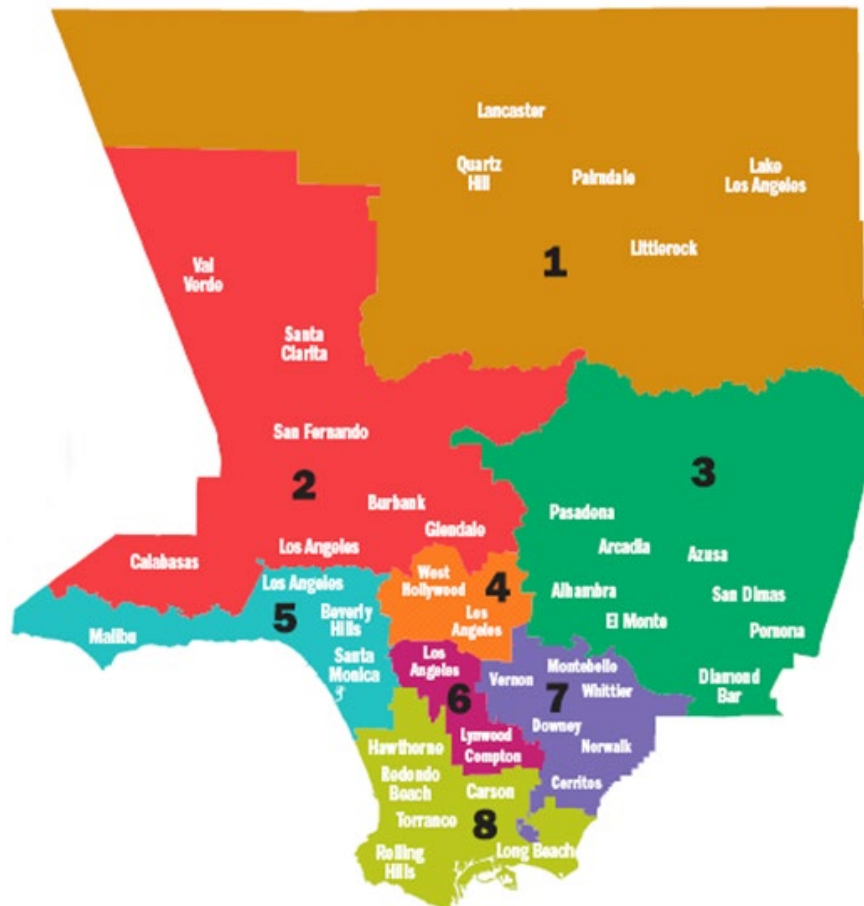 Lancaster
Quartz
Hill
Palmdale
Lake
Los Angeles
Littlerock
1
Val
Verde
Santa
Clarita
San Fernando
2
Burbank
Glendale
Los Angeles
Calabasas
3
Pasadena
Arcadia
Azusa
Alhambra
San Dimas
El Monte
Pomona
Diamond
Bar
West
Hollywood
4
Los
Angeles
Los Angeles
5
Beverly
Hills
Malibu
Santa
Monica
Los
Angeles
6
Lynwood
Compton
Montebello
Vernon
7
Whittier
Downey
Norwalk
Cerritos
Hawthorne
Redondo
Beach
Carson
Torrance
8
Rolling
Hills
Long Beach